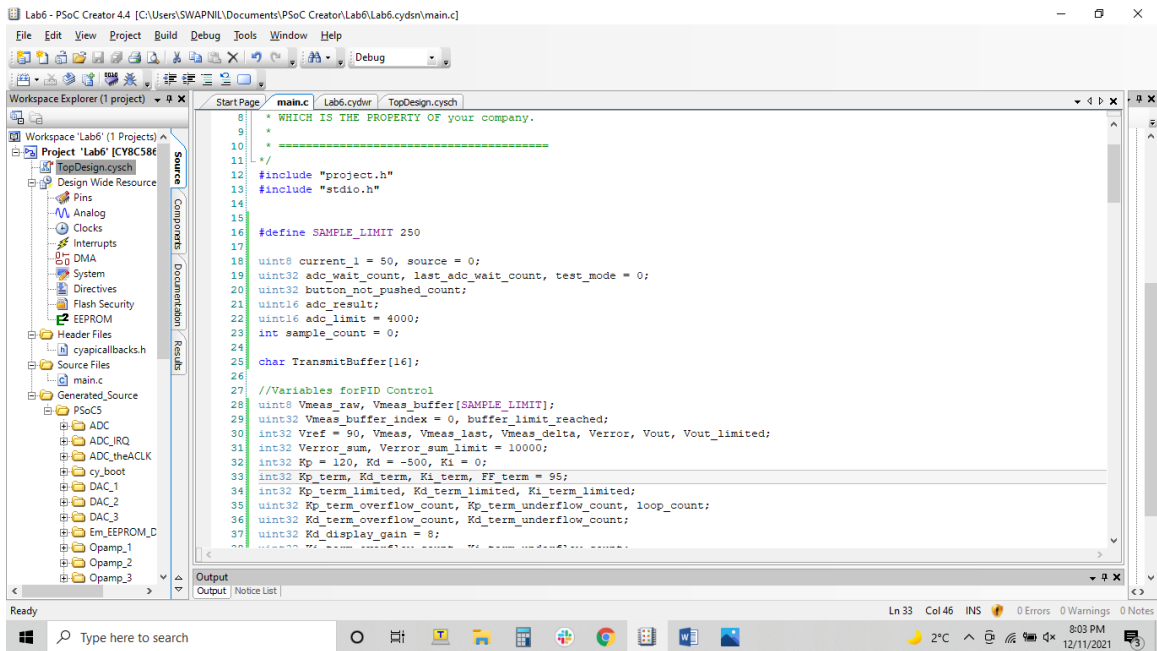 Lab6 - PSoC Creator 4.4 [C:\Users\SWAPNIL\Documents\PSoC Creator\Lab6\Lab6.cydsn\main.c]
File Edit View Project Build Debug Tools Window Help
Debug
Workspace Explorer (1 project)
Workspace 'Lab6' (1 Projects)
Project 'Lab6' [CY8C586
TopDesign.cysch
Design Wide Resource
Pins
Analog
Clocks
Interrupts
DMA
System
Directives
Flash Security
EEPROM
Header Files
cyapicallbacks.h
Source Files
main.c
Generated_Source
PSoC5
ADC
ADC_IRQ
ADC_theACLK
cy_boot
DAC_1
DAC_2
DAC_3
Em_EEPROM_D
Opamp_1
Opamp_2
Opamp_3
Source
Components
Documentation
Results
Start Page main.c Lab6.cydwr TopDesign.cysch
8 * WHICH IS THE PROPERTY OF your company.
9 *
10 * ========================================
11 */
12 #include "project.h"
13 #include "stdio.h"
14
15
16 #define SAMPLE_LIMIT 250
17
18 uint8 current_1 = 50, source = 0;
19 uint32 adc_wait_count, last_adc_wait_count, test_mode = 0;
20 uint32 button_not_pushed_count;
21 uint16 adc_result;
22 uint16 adc_limit = 4000;
23 int sample_count = 0;
24
25 char TransmitBuffer[16];
26
27 //Variables forPID Control
28 uint8 Vmeas_raw, Vmeas_buffer[SAMPLE_LIMIT];
29 uint32 Vmeas_buffer_index = 0, buffer_limit_reached;
30 int32 Vref = 90, Vmeas, Vmeas_last, Vmeas_delta, Verror, Vout, Vout_limited;
31 int32 Verror_sum, Verror_sum_limit = 10000;
32 int32 Kp = 120, Kd = -500, Ki = 0;
33 int32 Kp_term, Kd_term, Ki_term, FF_term = 95;
34 int32 Kp_term_limited, Kd_term_limited, Ki_term_limited;
35 uint32 Kp_term_overflow_count, Kp_term_underflow_count, loop_count;
36 uint32 Kd_term_overflow_count, Kd_term_underflow_count;
37 uint32 Kd_display_gain = 8;
Output
Output Notice List
Ready
Ln 33 Col 46 INS 0 Errors 0 Warnings 0 Notes
Type here to search
2°C
8:03 PM
12/11/2021
3